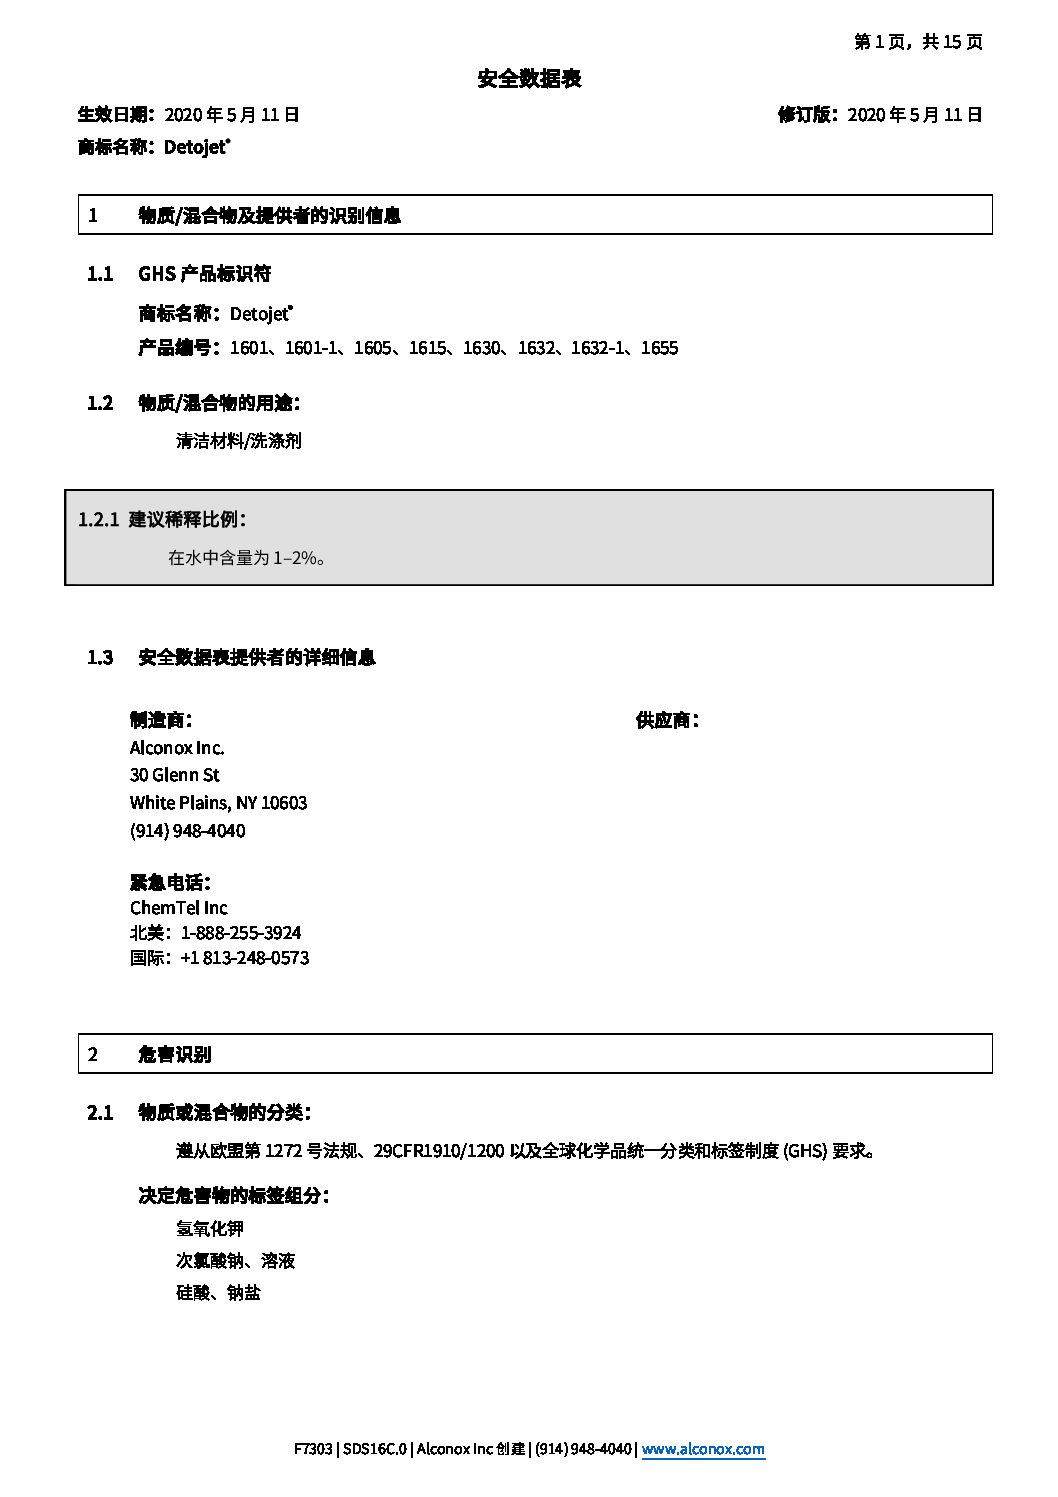 第 1 页，共 15 页
安全数据表
生效日期：2020 年 5 月 11 日 修订版：2020 年 5 月 11 日
商标名称：Detojet®
1 物质/混合物及提供者的识别信息
1.1 GHS 产品标识符
商标名称：Detojet®
产品编号：1601、1601-1、1605、1615、1630、1632、1632-1、1655
1.2 物质/混合物的用途：
清洁材料/洗涤剂
1.2.1 建议稀释比例：
在水中含量为 1–2%。
1.3 安全数据表提供者的详细信息
制造商： 供应商：
Alconox Inc.
30 Glenn St
White Plains, NY 10603
(914) 948-4040
紧急电话：
ChemTel Inc
北美：1-888-255-3924
国际：+1 813-248-0573
2 危害识别
2.1 物质或混合物的分类：
遵从欧盟第 1272 号法规、29CFR1910/1200 以及全球化学品统一分类和标签制度 (GHS) 要求。
决定危害物的标签组分：
氢氧化钾
次氯酸钠、溶液
硅酸、钠盐
F7303 | SDS16C.0 | Alconox Inc 创建 | (914) 948-4040 | www.alconox.com